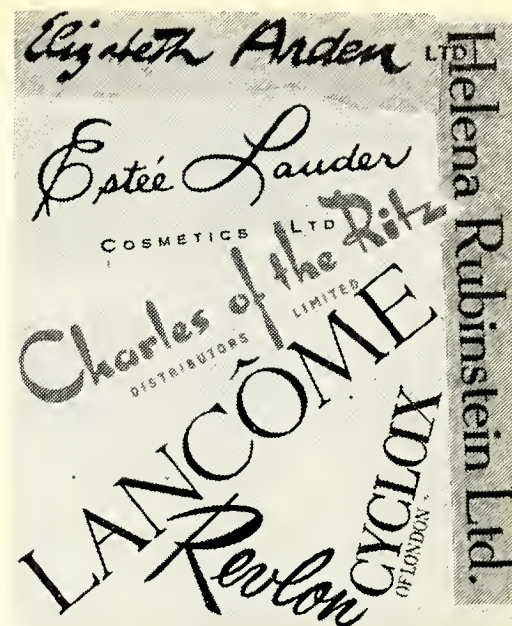 Elizabeth Arden LTD
Helena Rubinstein Ltd.
Estée Lauder
COSMETICS LTD
Charles of the Ritz
DISTRIBUTORS LIMITED
LANCÔME
CYCLAX
OF LONDON
Revlon